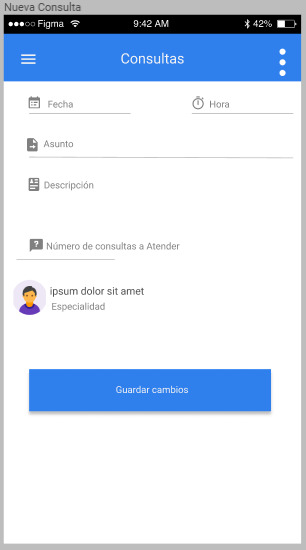 Nueva Consulta
Figma 9:42 AM 42%
Consultas
Fecha Hora
Asunto
Descripción
Número de consultas a Atender
ipsum dolor sit amet
Especialidad
Guardar cambios